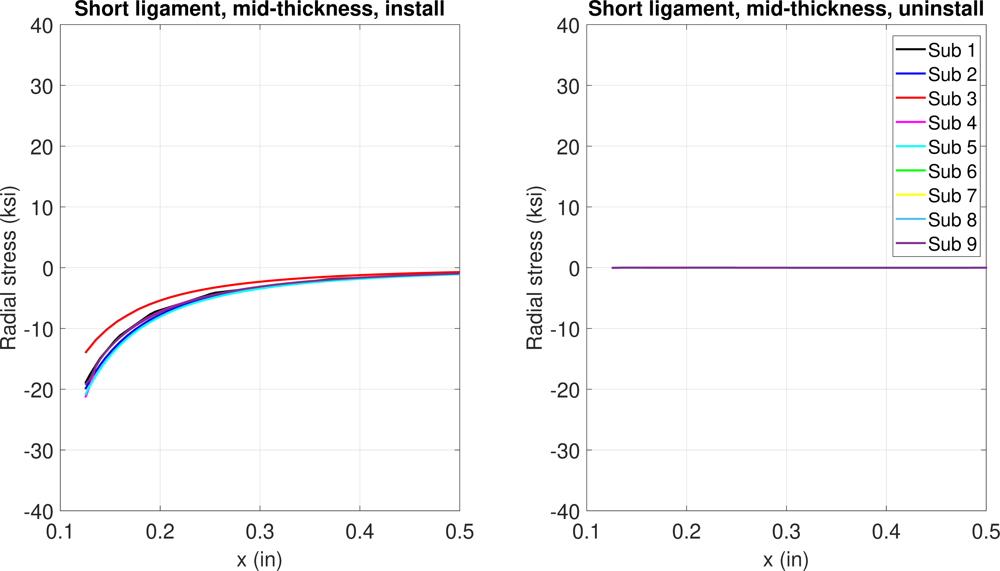 Short ligament, mid-thickness, install
40
30
20
10
0
-10
-20
-30
-40
0.1 0.2 0.3 0.4 0.5
x (in)
Radial stress (ksi)
Short ligament, mid-thickness, uninstall
40
30
20
10
0
-10
-20
-30
-40
0.1 0.2 0.3 0.4 0.5
x (in)
Radial stress (ksi)
Sub 1
Sub 2
Sub 3
Sub 4
Sub 5
Sub 6
Sub 7
Sub 8
Sub 9